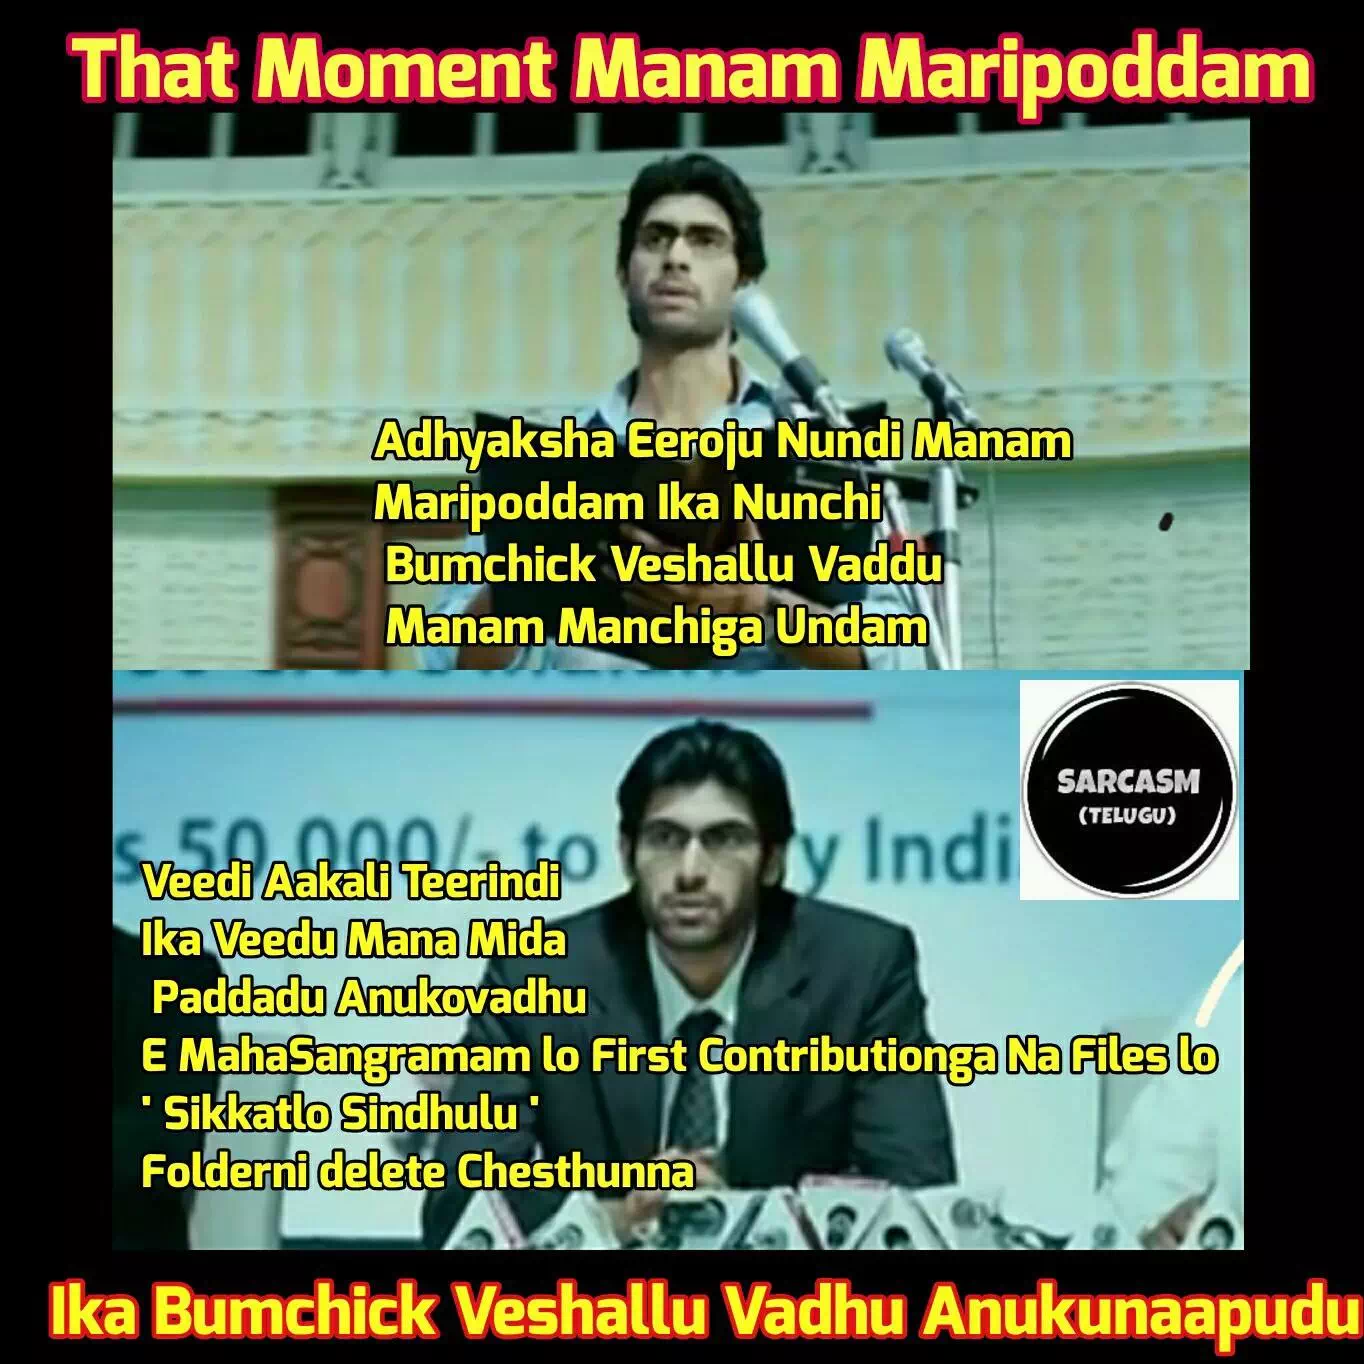 That Moment Manam Maripoddam
Adhyaksha Eeroju Nundi Manam
Maripoddam Ika Nunchi
Bumchick Veshallu Vaddu
Manam Manchiga Undam
s 50,000/- to y Indi
SARCASM
(TELUGU)
Veedi Aakali Teerindi
Ika Veedu Mana Mida
Paddadu Anukovadhu
E MahaSangramam lo First Contributionga Na Files lo
' Sikkatlo Sindhulu '
Folderni delete Chesthunna
Ika Bumchick Veshallu Vadhu Anukunaapudu